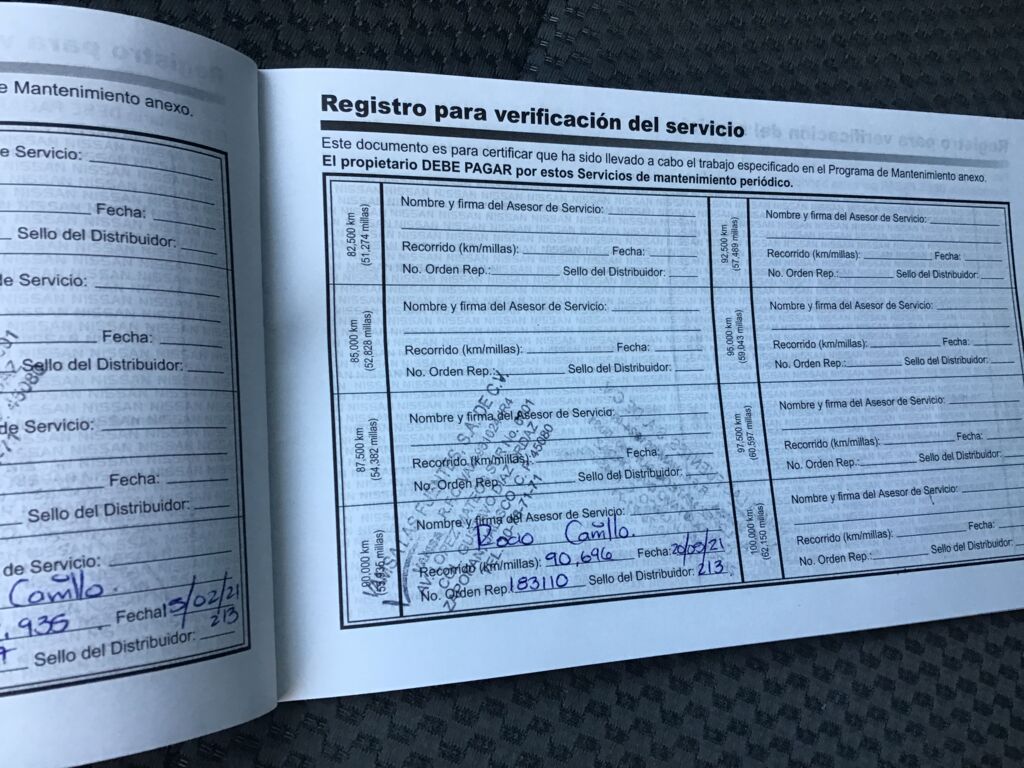 e Mantenimiento anexo.
e Servicio:
Fecha:
Sello del Distribuidor:
de Servicio:
Fecha:
Sello del Distribuidor:
de Servicio:
Fecha:
Sello del Distribuidor:
de Servicio:
Camllo.
,935 Fecha: 15/02/21
7 Sello del Distribuidor: 213
Registro para verificación del servicio
Este documento es para certificar que ha sido llevado a cabo el trabajo especificado en el Programa de Mantenimiento anexo.
El propietario DEBE PAGAR por estos Servicios de mantenimiento periódico.
82,500 km
(51,274 millas)
Nombre y firma del Asesor de Servicio:
Recorrido (km/millas): Fecha:
No. Orden Rep.: Sello del Distribuidor:
85,000 km
(52,828 millas)
Nombre y firma del Asesor de Servicio:
Recorrido (km/millas): Fecha:
No. Orden Rep.: Sello del Distribuidor:
87,500 km
(54,382 millas)
Nombre y firma del Asesor de Servicio:
Recorrido (km/millas): Fecha:
No. Orden Rep.: Sello del Distribuidor:
90,000 km
Nombre y firma del Asesor de Servicio:
Rocio Camllo.
Recorrido (km/millas): 90,696 Fecha:
No. Orden Rep. 183110 Sello del Distribuidor: 213
92,500 km
(57,489 millas)
Nombre y firma del Asesor de Servicio:
Recorrido (km/millas): Fecha:
No. Orden Rep.: Sello del Distribuidor:
95,000 km
(59,043 millas)
Nombre y firma del Asesor de Servicio:
Recorrido (km/millas): Fecha:
No. Orden Rep.: Sello del Distribuidor:
97,500 km
(60,597 millas)
Nombre y firma del Asesor de Servicio:
Recorrido (km/millas): Fecha:
No. Orden Rep.: Sello del Distribuidor:
100,000 km
(62,150 millas)
Nombre y firma del Asesor de Servicio:
Recorrido (km/millas): Fecha:
No. Orden Rep.: Sello del Distribuidor: